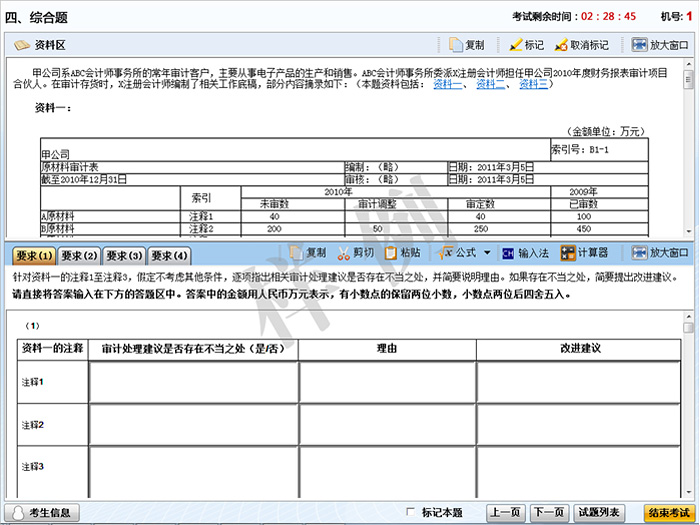 四、综合题
考试剩余时间：02：28：45 机号: 1
资料区 复制 标记 取消标记 放大窗口
甲公司系ABC会计师事务所的常年审计客户，主要从事电子产品的生产和销售。ABC会计师事务所委派X注册会计师担任甲公司2010年度财务报表审计项目
合伙人。在审计存货时，X注册会计师编制了相关工作底稿，部分内容摘录如下：（本题资料包括： 资料一、 资料二、 资料三）
资料一：
（金额单位：万元）
甲公司 索引号: B1-1
原材料审计表 编制：（略） 日期：2011年3月5日
截至2010年12月31日 审核：（略） 日期：2011年3月5日
索引 2010年 2009年
未审数 审计调整 审定数 已审数
A原材料 注释1 40 40 100
B原材料 注释2 200 50 250 450
要求(1) 要求(2) 要求(3) 要求(4) 复制 剪切 粘贴 公式 输入法 计算器 放大窗口
针对资料一的注释1至注释3，假定不考虑其他条件，逐项指出相关审计处理建议是否存在不当之处，并简要说明理由。如果存在不当之处，简要提出改进建议。
请直接将答案输入在下方的答题区中。答案中的金额用人民币万元表示，有小数点的保留两位小数，小数点两位后四舍五入。
样例
（1）
资料一的注释 审计处理建议是否存在不当之处（是/否） 理由 改进建议
注释1
注释2
注释3
考生信息 标记本题 上一页 下一页 试题列表 结束考试